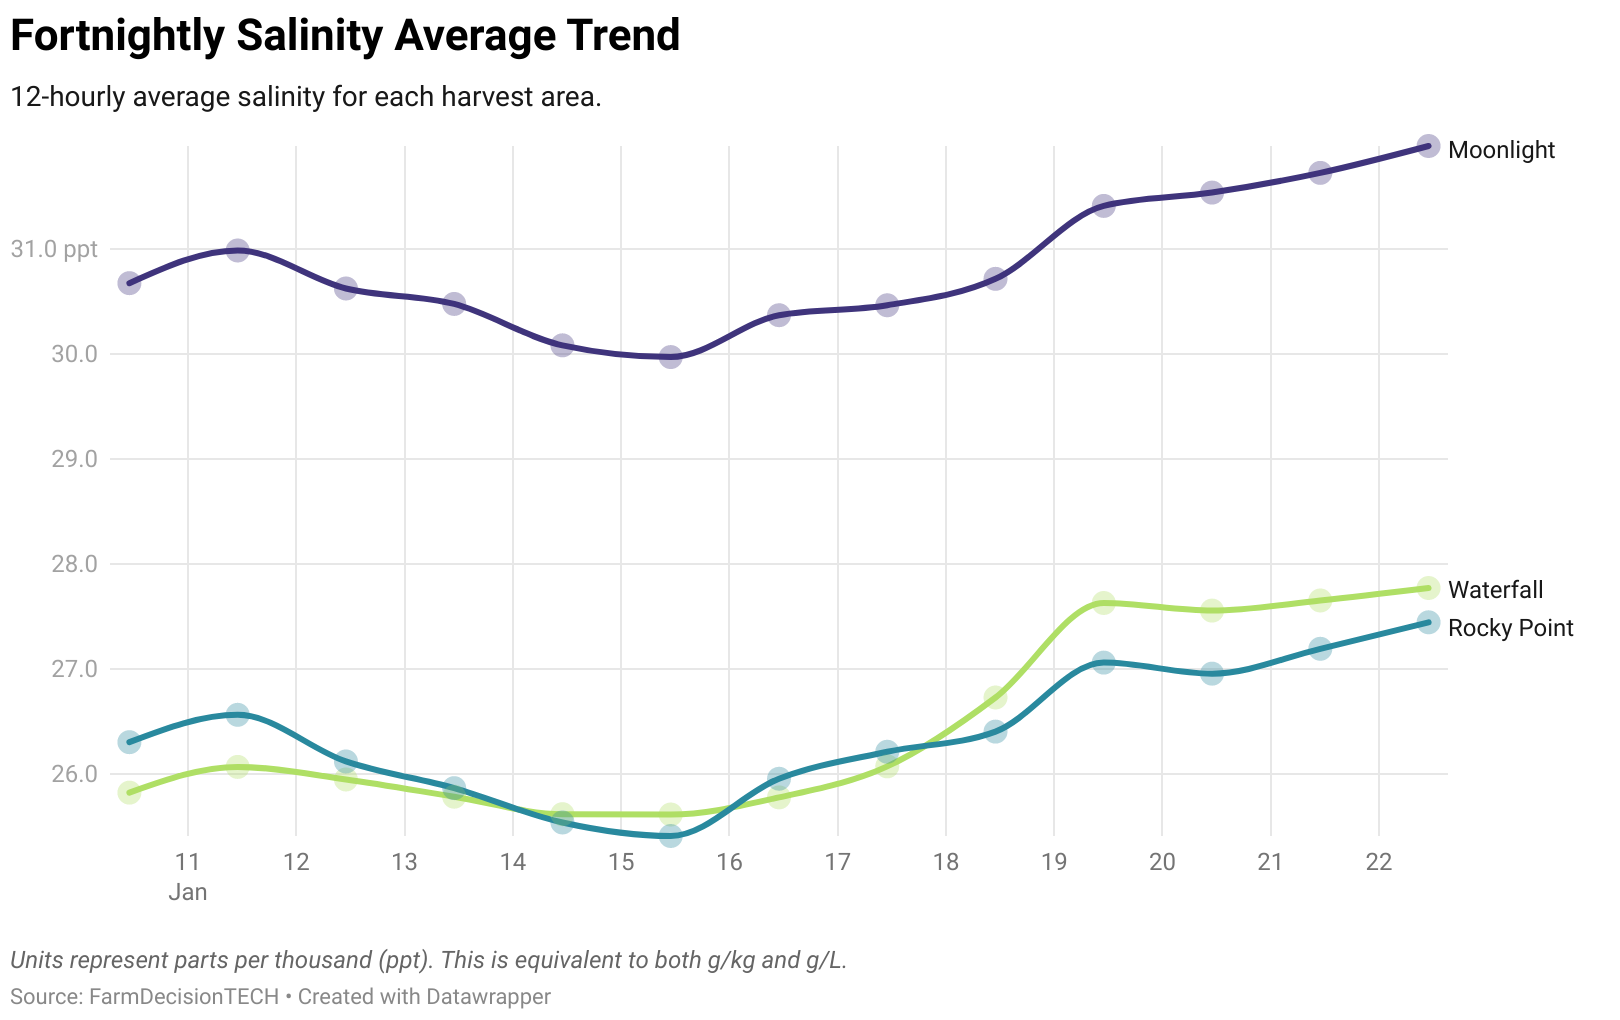 Fortnightly Salinity Average Trend
12-hourly average salinity for each harvest area.
Moonlight
31.0 ppt
30.0
29.0
28.0
Waterfall
Rocky Point
27.0
26.0
11 12 13 14 15 16 17 18 19 20 21 22
Jan
Units represent parts per thousand (ppt). This is equivalent to both g/kg and g/L.
Source: FarmDecisionTECH • Created with Datawrapper